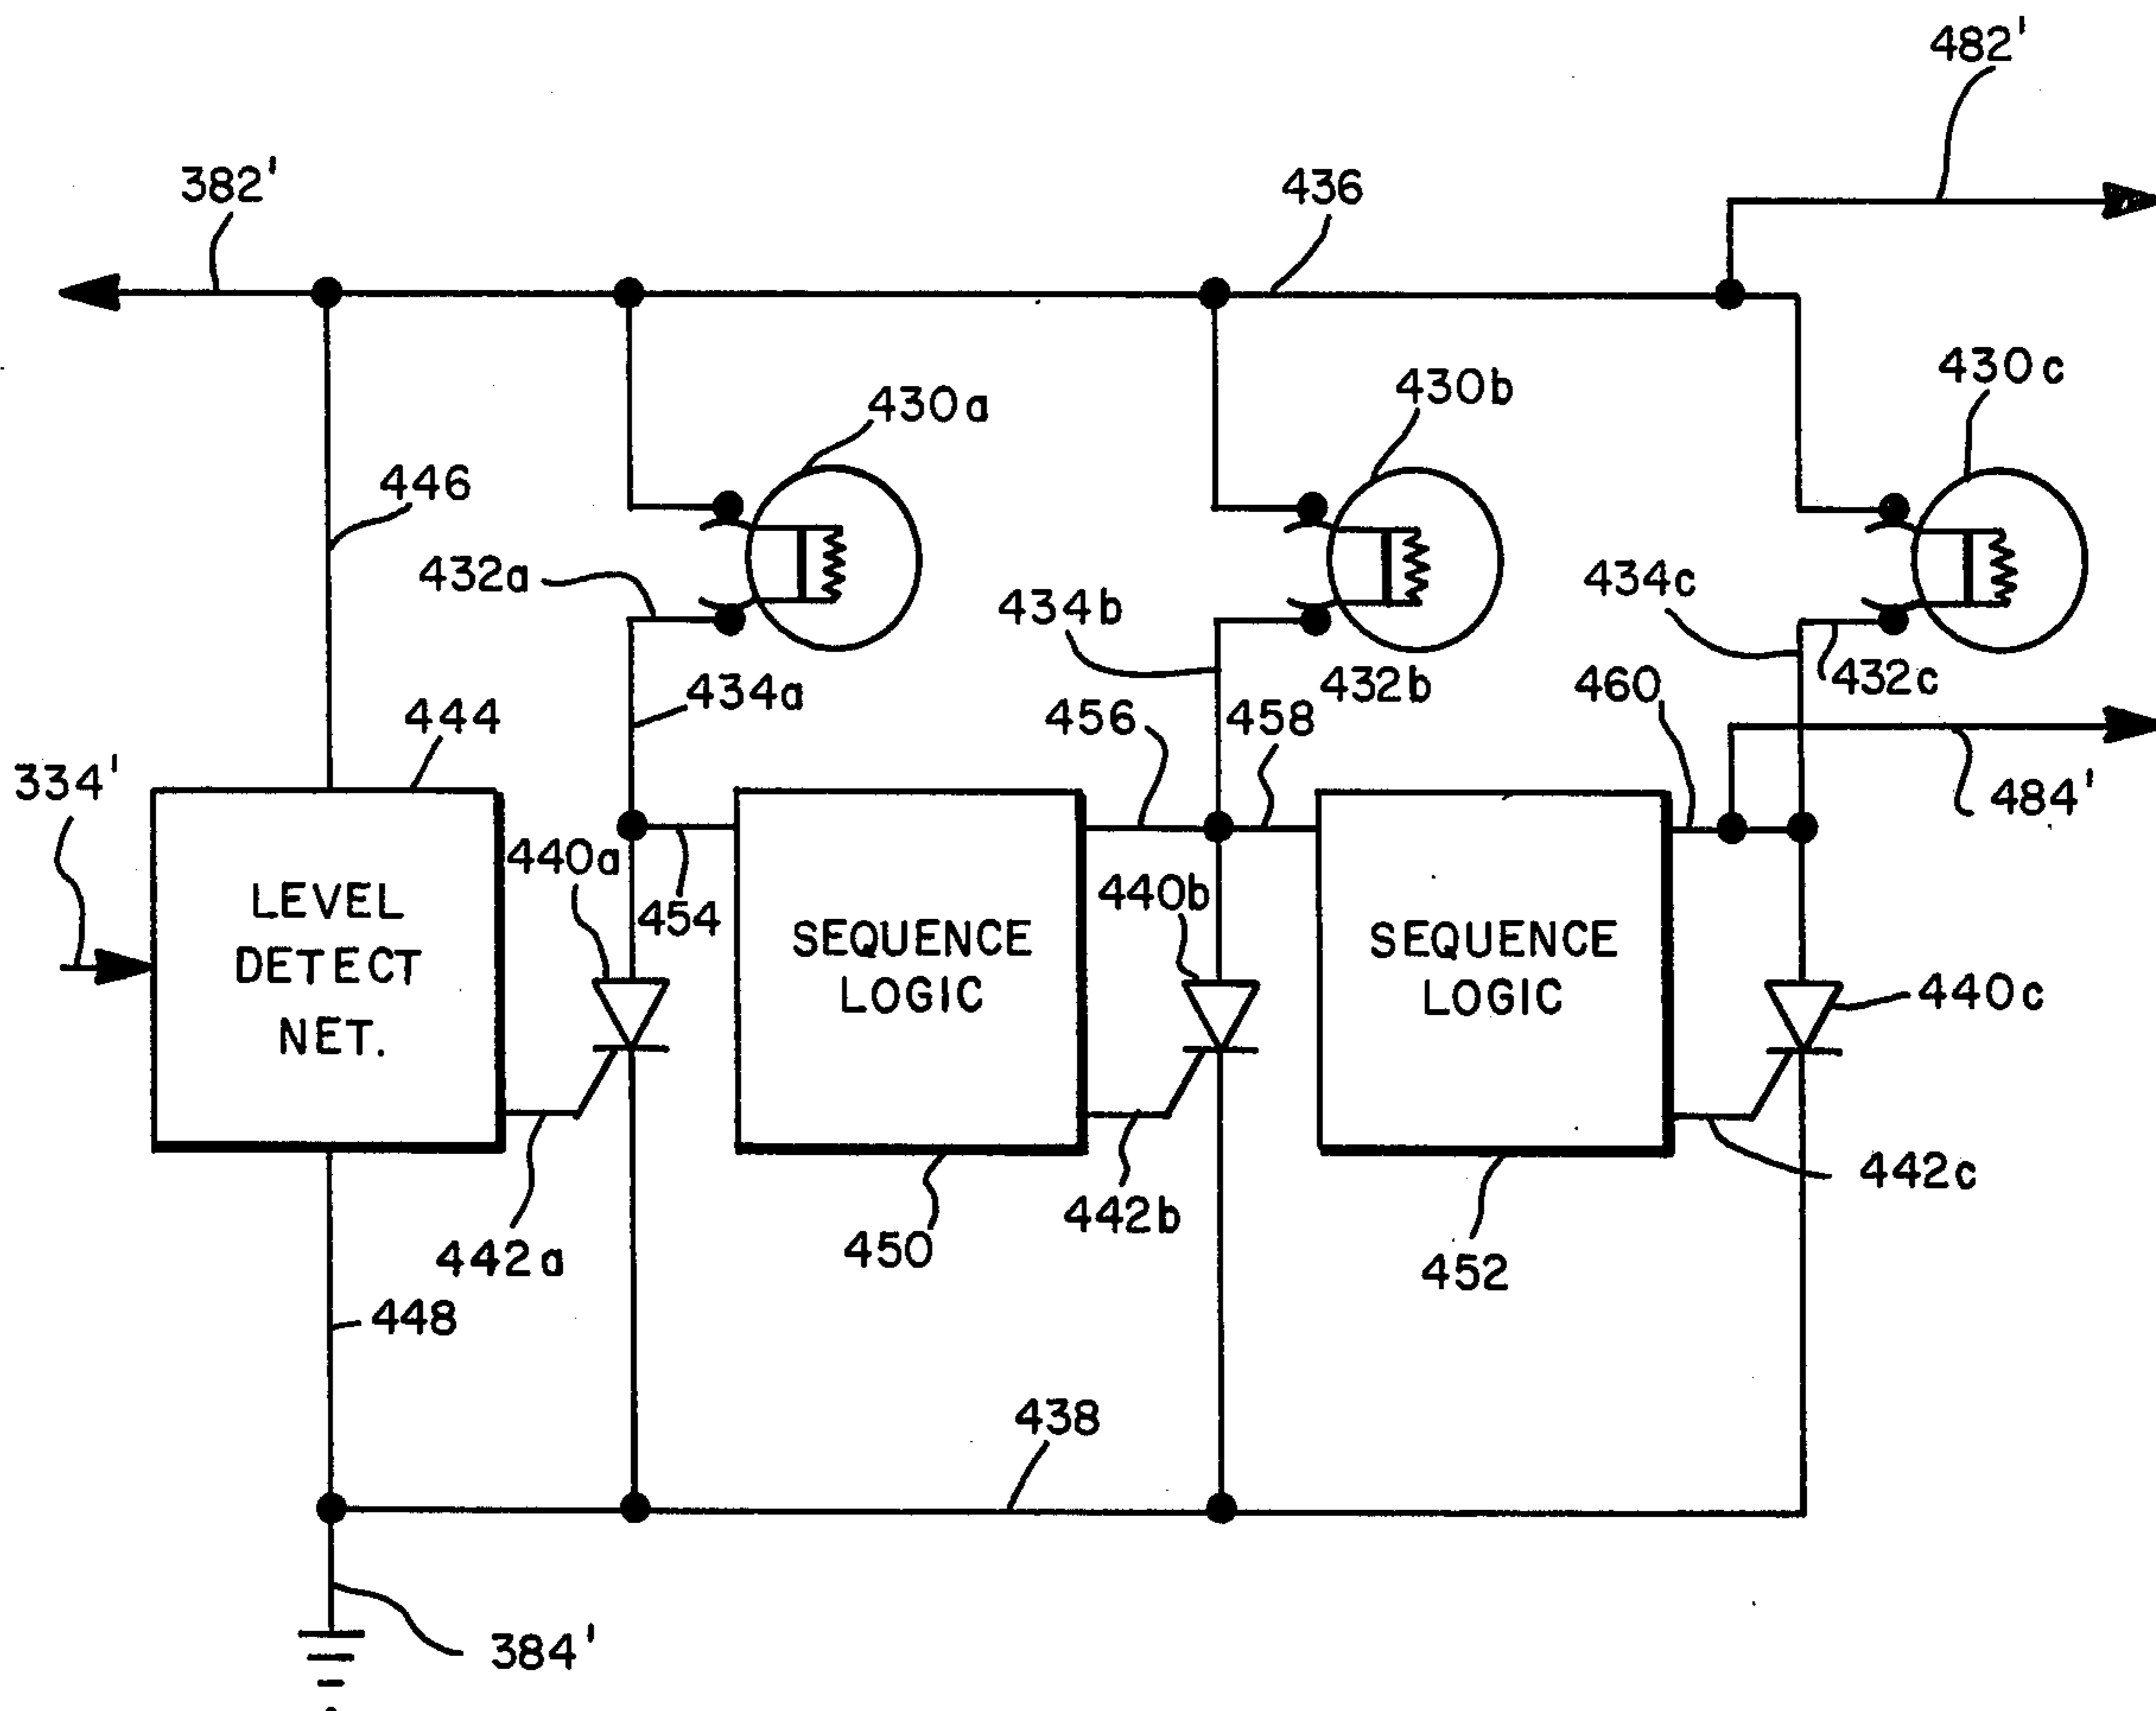 482'
382'
436
430c
430b
430a
446
432a
434c
434b
434a
432b
432c
460
456
458
444
334'
484'
440a
440b
454
LEVEL
DETECT
NET.
SEQUENCE
LOGIC
SEQUENCE
LOGIC
440c
442c
442b
450
442a
452
448
438
384'